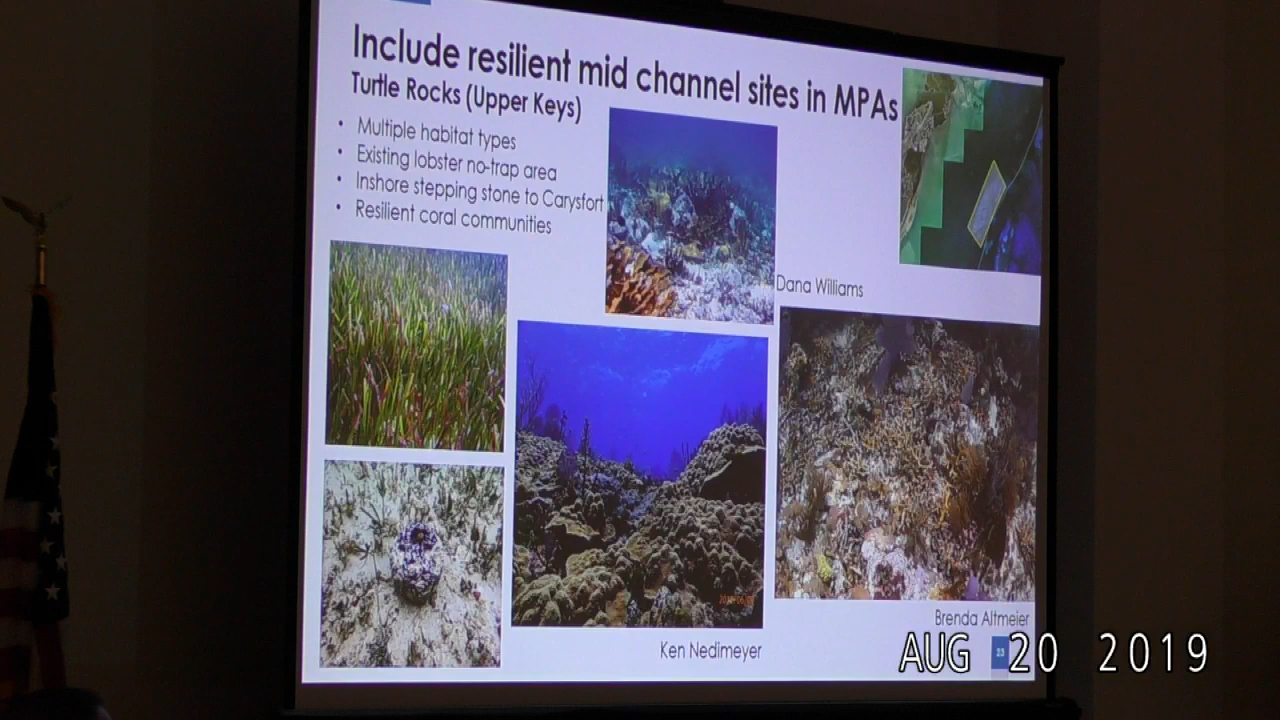 Include resilient mid channel sites in MPAs
Turtle Rocks (Upper Keys)
• Multiple habitat types
• Existing lobster no-trap area
• Inshore stepping stone to Carysfort
• Resilient coral communities
Dana Williams
Ken Nedimeyer
Brenda Altmeier
23
AUG 20 2019